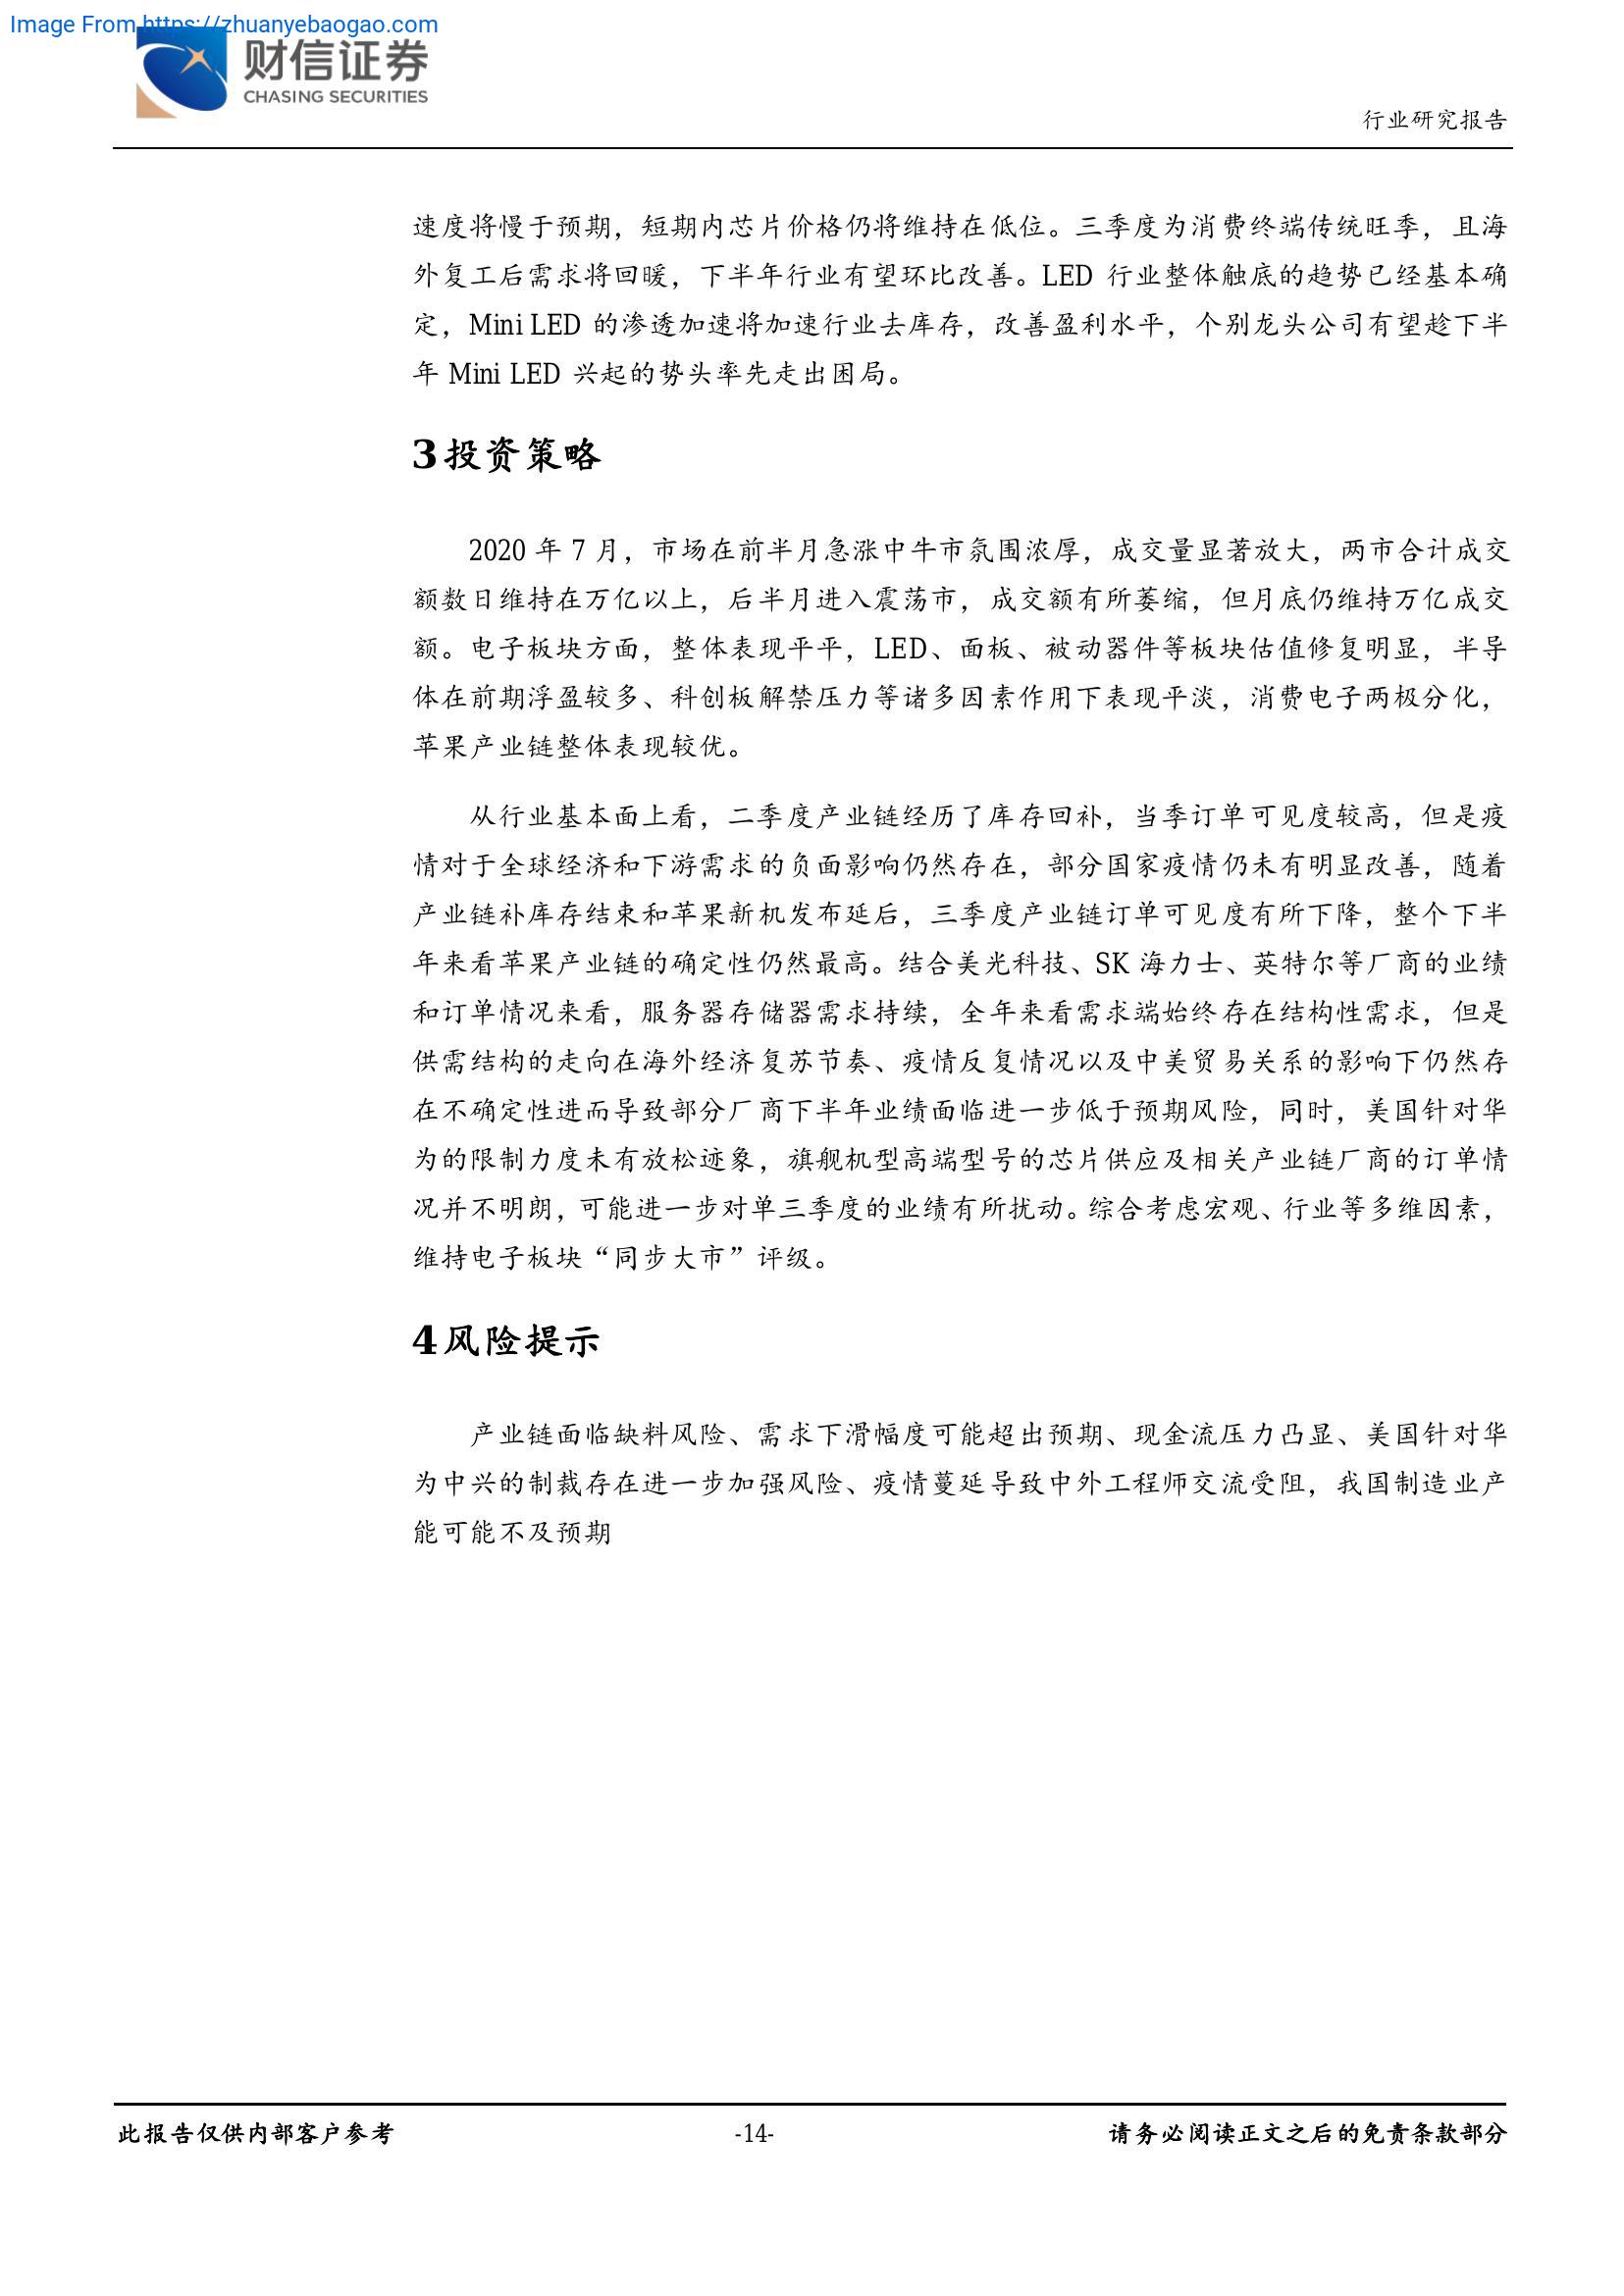 Image From https://zhuanyebaogao.com
财信证券
CHASING SECURITIES
行业研究报告
速度将慢于预期，短期内芯片价格仍将维持在低位。三季度为消费终端传统旺季，且海
外复工后需求将回暖，下半年行业有望环比改善。LED 行业整体触底的趋势已经基本确
定，Mini LED 的渗透加速将加速行业去库存，改善盈利水平，个别龙头公司有望趁下半
年 Mini LED 兴起的势头率先走出困局。
3投资策略
2020 年 7 月，市场在前半月急涨中牛市氛围浓厚，成交量显著放大，两市合计成交
额数日维持在万亿以上，后半月进入震荡市，成交额有所萎缩，但月底仍维持万亿成交
额。电子板块方面，整体表现平平，LED、面板、被动器件等板块估值修复明显，半导
体在前期浮盈较多、科创板解禁压力等诸多因素作用下表现平淡，消费电子两极分化，
苹果产业链整体表现较优。
从行业基本面上看，二季度产业链经历了库存回补，当季订单可见度较高，但是疫
情对于全球经济和下游需求的负面影响仍然存在，部分国家疫情仍未有明显改善，随着
产业链补库存结束和苹果新机发布延后，三季度产业链订单可见度有所下降，整个下半
年来看苹果产业链的确定性仍然最高。结合美光科技、SK 海力士、英特尔等厂商的业绩
和订单情况来看，服务器存储器需求持续，全年来看需求端始终存在结构性需求，但是
供需结构的走向在海外经济复苏节奏、疫情反复情况以及中美贸易关系的影响下仍然存
在不确定性进而导致部分厂商下半年业绩面临进一步低于预期风险，同时，美国针对华
为的限制力度未有放松迹象，旗舰机型高端型号的芯片供应及相关产业链厂商的订单情
况并不明朗，可能进一步对单三季度的业绩有所扰动。综合考虑宏观、行业等多维因素，
维持电子板块“同步大市”评级。
4风险提示
产业链面临缺料风险、需求下滑幅度可能超出预期、现金流压力凸显、美国针对华
为中兴的制裁存在进一步加强风险、疫情蔓延导致中外工程师交流受阻，我国制造业产
能可能不及预期
此报告仅供内部客户参考
-14-
请务必阅读正文之后的免责条款部分